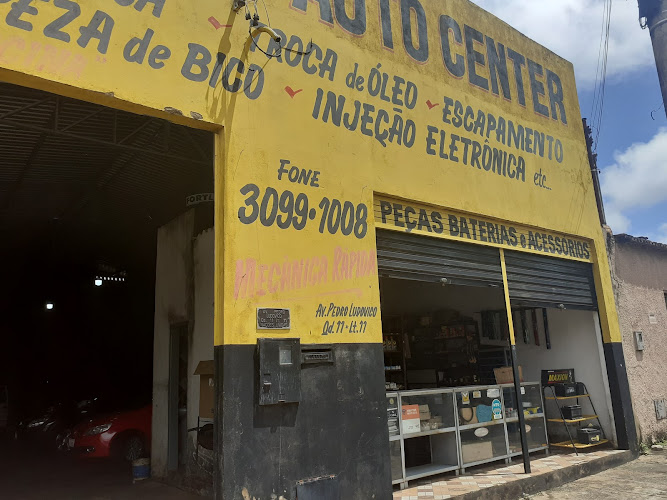 AUTO CENTER
EZA de BICO
ROCA de ÓLEO
ESCAPAMENTO
INJEÇÃO ELETRÔNICA etc...
FONE
3099-1008
MECÂNICA RÁPIDA
PEÇAS BATERIAS e ACESSÓRIOS
AV. PEDRO LUDOVICO
Qd. 11 - Lt. 11